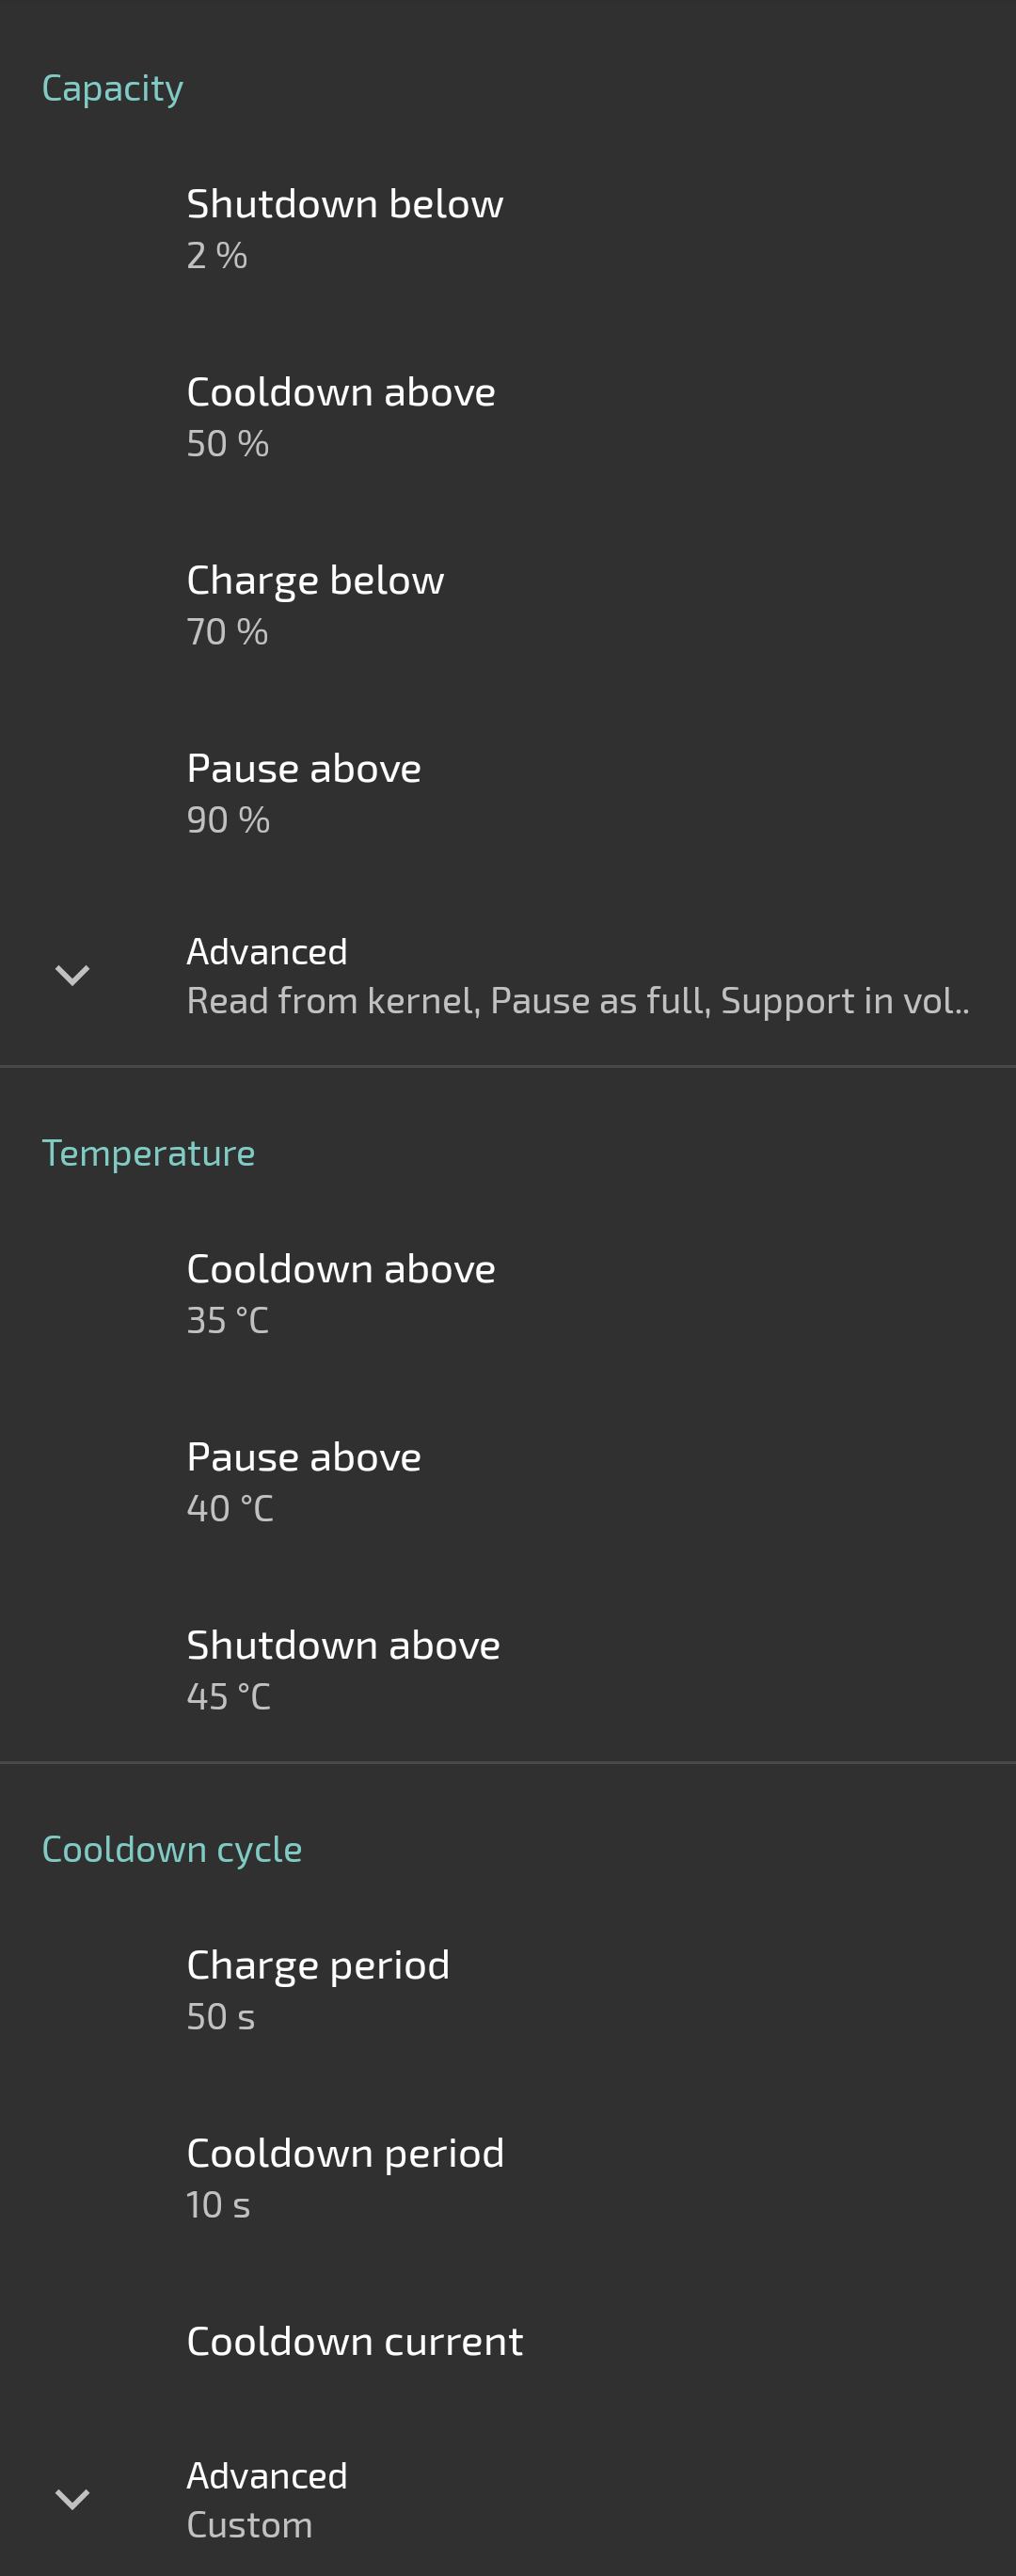 Capacity
Shutdown below
2 %
Cooldown above
50 %
Charge below
70 %
Pause above
90 %
Advanced
Read from kernel, Pause as full, Support in vol..
Temperature
Cooldown above
35 °C
Pause above
40 °C
Shutdown above
45 °C
Cooldown cycle
Charge period
50 s
Cooldown period
10 s
Cooldown current
Advanced
Custom